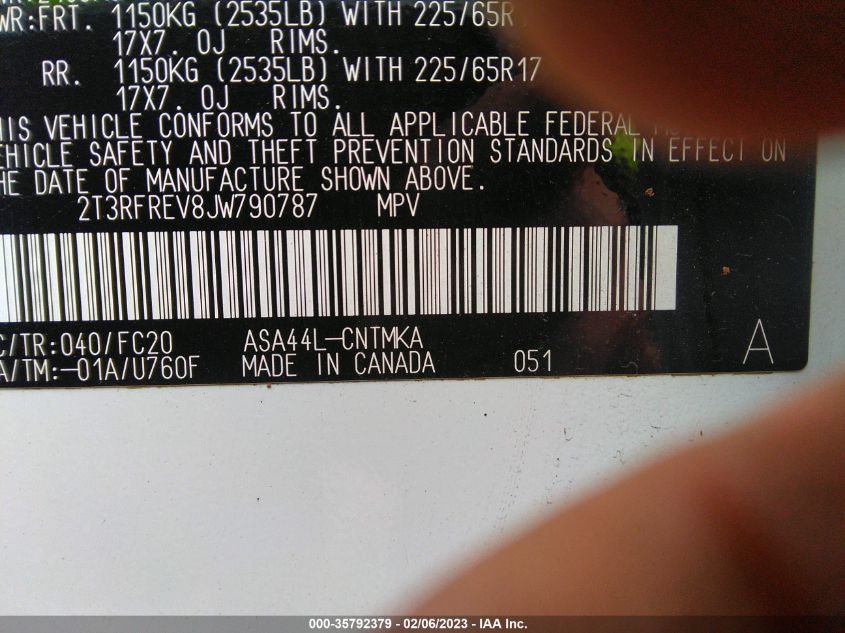 WR:FRT. 1150KG (2535LB) WITH 225/65R
17X7. OJ RIMS.
RR. 1150KG (2535LB) WITH 225/65R17
17X7. OJ RIMS.
HIS VEHICLE CONFORMS TO ALL APPLICABLE FEDERAL
EHICLE SAFETY AND THEFT PREVENTION STANDARDS IN EFFECT ON
HE DATE OF MANUFACTURE SHOWN ABOVE.
2T3RFREV8JW790787 MPV
C/TR:040/FC20 ASA44L-CNTMKA
A/TM:-01A/U760F MADE IN CANADA 051 A
000-35792379 - 02/06/2023 - IAA Inc.